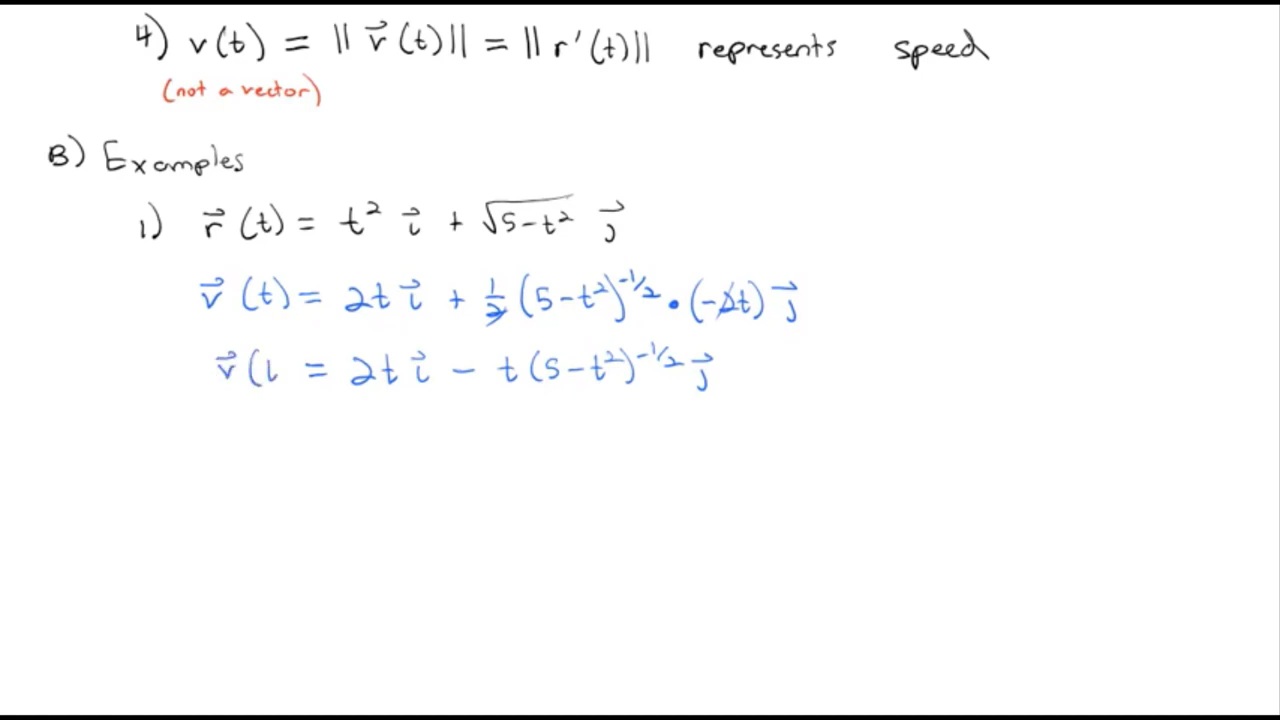 4) v(t) = ‖v⃗(t)‖ = ‖r'(t)‖ represents speed
(not a vector)
B) Examples
1) r⃗(t) = t² i⃗ + √(5-t²) j⃗
v⃗(t) = 2t i⃗ + 1/2 (5-t²)^(-1/2) • (-2t) j⃗
v⃗(t = 2t i⃗ - t(5-t²)^(-1/2) j⃗